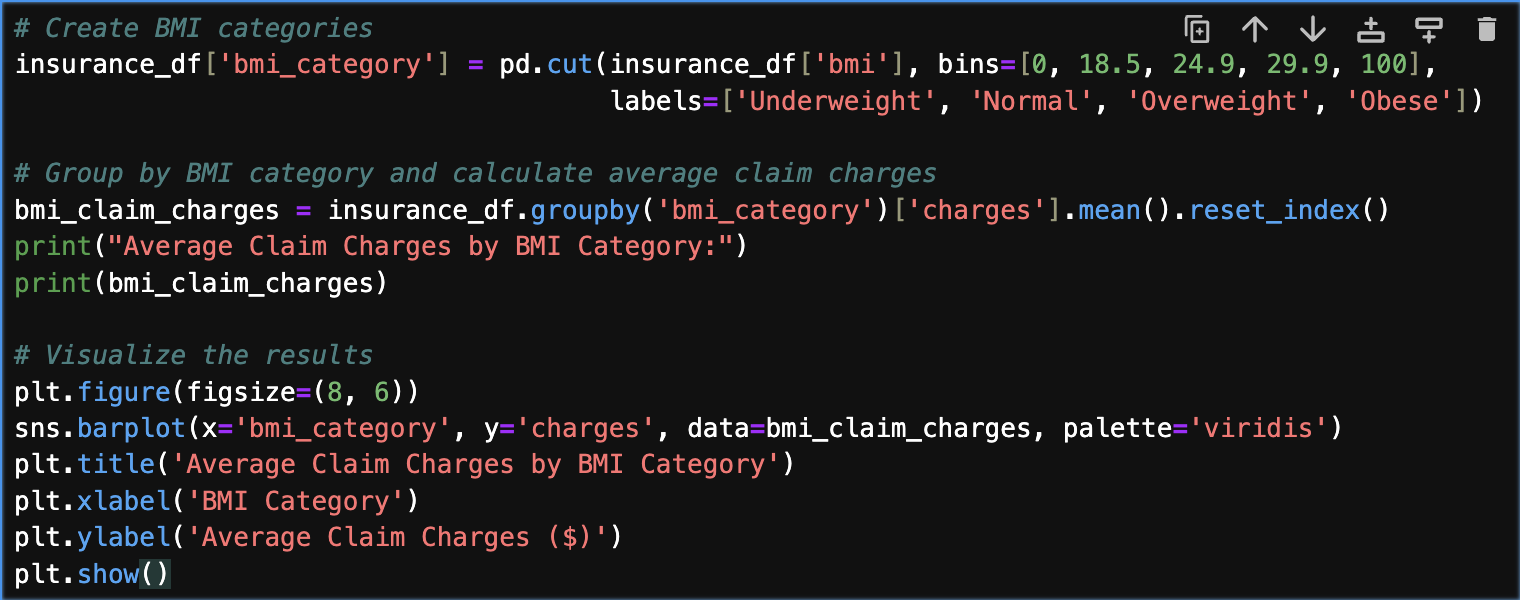 # Create BMI categories
insurance_df['bmi_category'] = pd.cut(insurance_df['bmi'], bins=[0, 18.5, 24.9, 29.9, 100],
                                      labels=['Underweight', 'Normal', 'Overweight', 'Obese'])

# Group by BMI category and calculate average claim charges
bmi_claim_charges = insurance_df.groupby('bmi_category')['charges'].mean().reset_index()
print("Average Claim Charges by BMI Category:")
print(bmi_claim_charges)

# Visualize the results
plt.figure(figsize=(8, 6))
sns.barplot(x='bmi_category', y='charges', data=bmi_claim_charges, palette='viridis')
plt.title('Average Claim Charges by BMI Category')
plt.xlabel('BMI Category')
plt.ylabel('Average Claim Charges ($)')
plt.show()